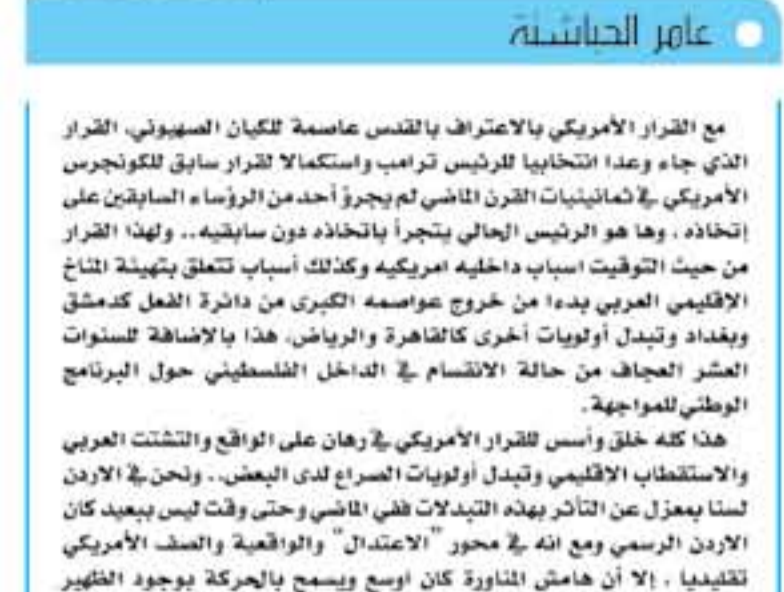 عامر الحباشنة
مع القرار الأمريكي بالاعتراف بالقدس عاصمة للكيان الصهيوني، القرار
الذي جاء وعدا انتخابيا للرئيس ترامب واستكمالا لقرار سابق للكونجرس
الأمريكي في ثمانينيات القرن الماضي لم يجرؤ أحد من الرؤساء السابقين على
إتخاذه ، وها هو الرئيس الحالي يتجرأ باتخاذه دون سابقيه.. ولهذا القرار
من حيث التوقيت اسباب داخليه امريكيه وكذلك أسباب تتعلق بتهيئة المناخ
الإقليمي العربي بدءا من خروج عواصمه الكبرى من دائرة الفعل كدمشق
وبغداد وتبدل أولويات أخرى كالقاهرة والرياض، هذا بالاضافة للسنوات
العشر العجاف من حالة الانقسام في الداخل الفلسطيني حول البرنامج
الوطني للمواجهة.
هذا كله خلق وأسس للقرار الأمريكي في رهان على الواقع والتشتت العربي
والاستقطاب الاقليمي وتبدل أولويات الصراع لدى البعض.. ونحن في الاردن
لسنا بمعزل عن التأثر بهذه التبدلات ففي الماضي وحتى وقت ليس ببعيد كان
الاردن الرسمي ومع انه في محور "الاعتدال" والواقعية والصف الأمريكي
تقليديا ، إلا أن هامش المناورة كان اوسع ويسمح بالحركة بوجود الظهير